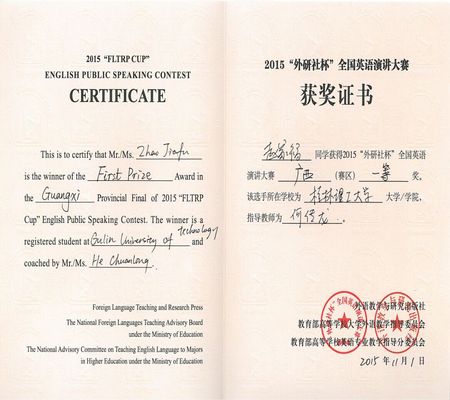 2015 "FLTRP CUP"
ENGLISH PUBLIC SPEAKING CONTEST
CERTIFICATE
This is to certify that Mr./Ms. Zhao Jiafu
is the winner of the First Prize Award in
the Guangxi Provincial Final of 2015 "FLTRP
Cup" English Public Speaking Contest. The winner is a
registered student at Guilin University of technology and
coached by Mr./Ms. He Chuanlong.
Foreign Language Teaching and Research Press
The National Foreign Languages Teaching Advisory Board
under the Ministry of Education
The National Advisory Committee on Teaching English to Majors
in Higher Education under the Ministry of Education
2015 “外研社杯”全国英语演讲大赛
获奖证书
同学获得2015“外研社杯”全国英语
演讲大赛 广西 (赛区) 一等 奖,
该选手所在学校为 桂林理工大学 大学/学院,
指导教师为 何传龙 。
外语教学与研究出版社
教育部高等学校大学外语教学指导委员会
教育部高等学校英语专业教学指导分委员会
2015年11月1日